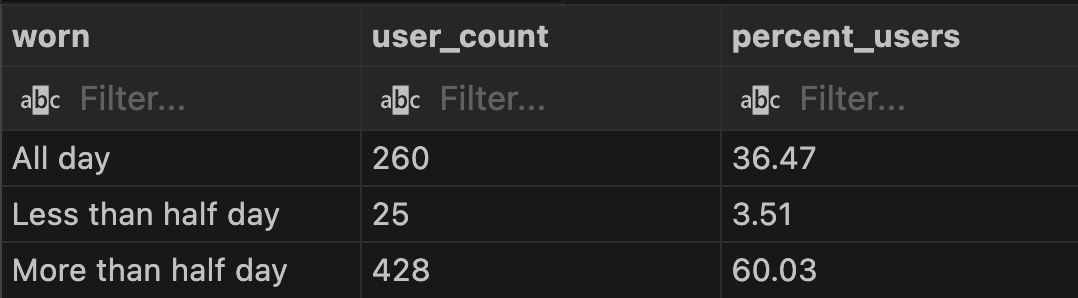 worn user_count percent_users
abc Filter... abc Filter... abc Filter...
All day 260 36.47
Less than half day 25 3.51
More than half day 428 60.03